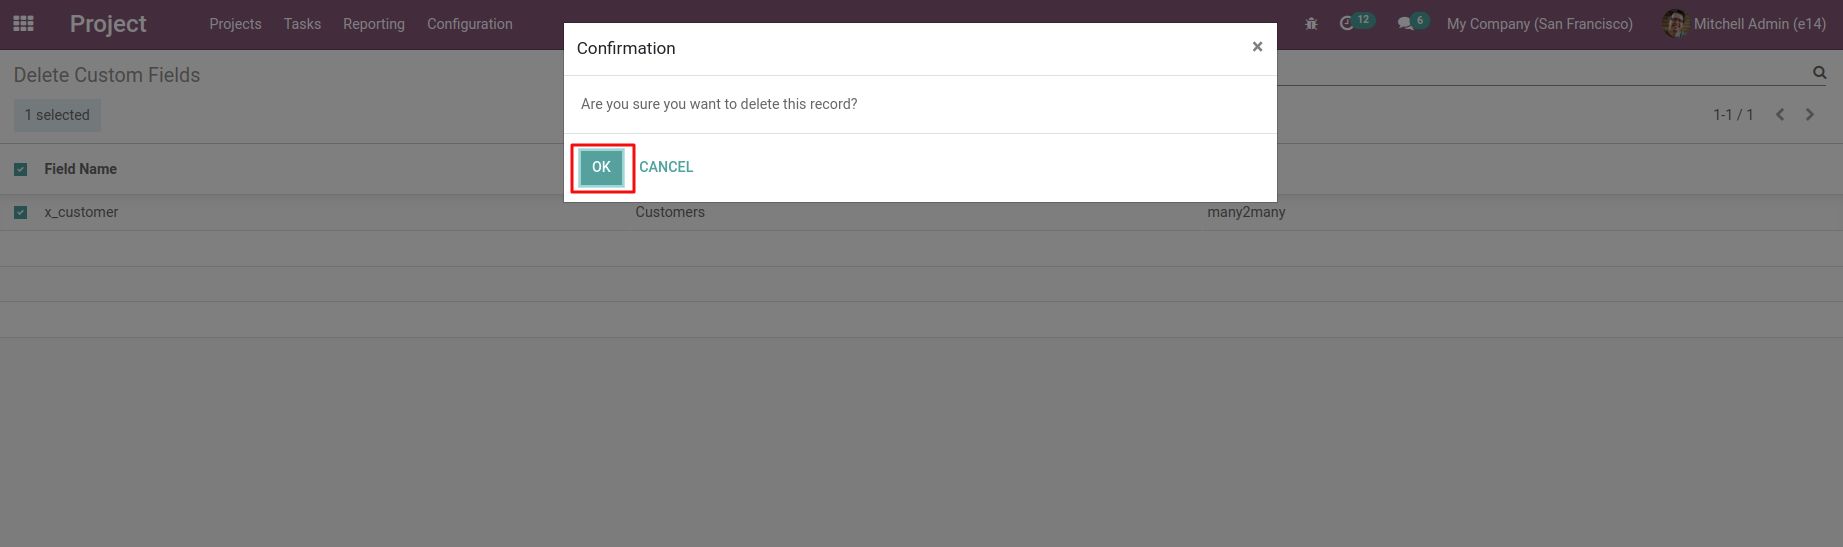 Project Projects Tasks Reporting Configuration 12 6 My Company (San Francisco) Mitchell Admin (e14)
Confirmation ×
Delete Custom Fields
Are you sure you want to delete this record?
1 selected 1-1 / 1
OK CANCEL
Field Name
x_customer Customers many2many